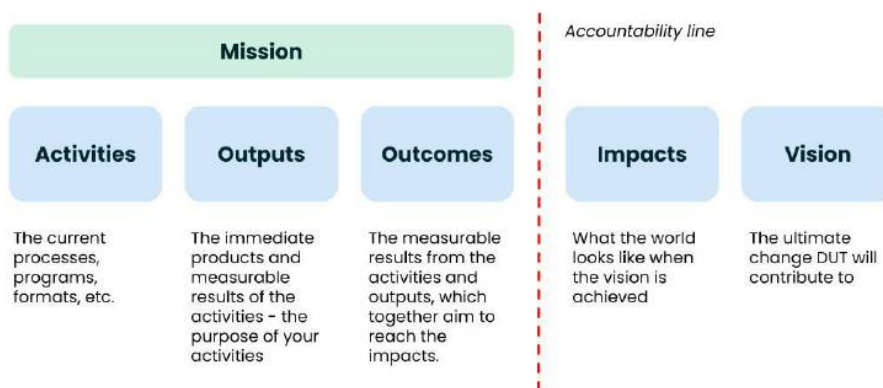 Accountability line
Mission
Activities
Outputs
Outcomes
Impacts
Vision
The current
processes,
programs,
formats, etc.
The immediate
products and
measurable
results of the
activities - the
purpose of your
activities
The measurable
results from the
activities and
outputs, which
together aim to
reach the
impacts.
What the world
looks like when
the vision is
achieved
The ultimate
change DUT will
contribute to